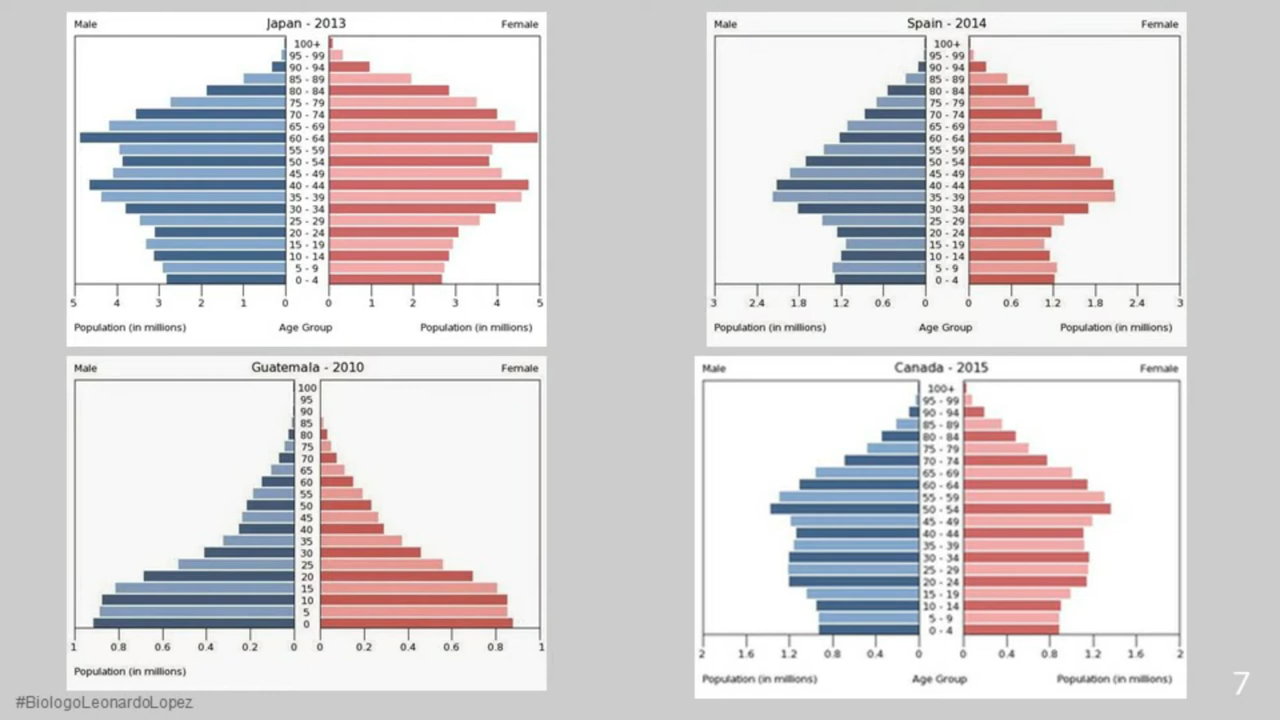 Japan - 2013
Male Female
100+
95 - 99
90 - 94
85 - 89
80 - 84
75 - 79
70 - 74
65 - 69
60 - 64
55 - 59
50 - 54
45 - 49
40 - 44
35 - 39
30 - 34
25 - 29
20 - 24
15 - 19
10 - 14
5 - 9
0 - 4
5 4 3 2 1 0 0 1 2 3 4 5
Population (in millions) Age Group Population (in millions)
Spain - 2014
Male Female
100+
95 - 99
90 - 94
85 - 89
80 - 84
75 - 79
70 - 74
65 - 69
60 - 64
55 - 59
50 - 54
45 - 49
40 - 44
35 - 39
30 - 34
25 - 29
20 - 24
15 - 19
10 - 14
5 - 9
0 - 4
3 2.4 1.8 1.2 0.6 0 0 0.6 1.2 1.8 2.4 3
Population (in millions) Age Group Population (in millions)
Guatemala - 2010
Male Female
100
95
90
85
80
75
70
65
60
55
50
45
40
35
30
25
20
15
10
5
0
1 0.8 0.6 0.4 0.2 0 0 0.2 0.4 0.6 0.8 1
Population (in millions)
Canada - 2015
Male Female
100+
95 - 99
90 - 94
85 - 89
80 - 84
75 - 79
70 - 74
65 - 69
60 - 64
55 - 59
50 - 54
45 - 49
40 - 44
35 - 39
30 - 34
25 - 29
20 - 24
15 - 19
10 - 14
5 - 9
0 - 4
2 1.6 1.2 0.8 0.4 0 0 0.4 0.8 1.2 1.6 2
Population (in millions) Age Group Population (in millions)
#BiologoLeonardoLopez
7